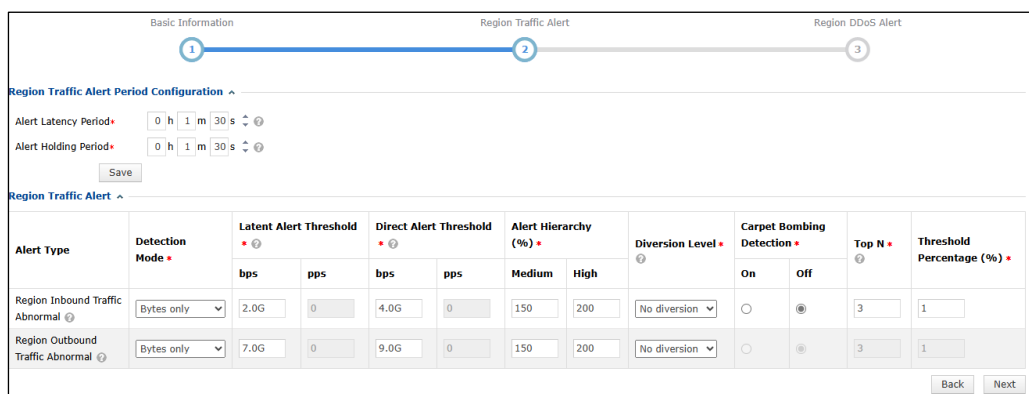 Basic Information Region Traffic Alert Region DDoS Alert
1 2 3
Region Traffic Alert Period Configuration
Alert Latency Period* 0 h 1 m 30 s ?
Alert Holding Period* 0 h 1 m 30 s ?
Save
Region Traffic Alert
Alert Type Detection Mode * Latent Alert Threshold * ? Direct Alert Threshold * ? Alert Hierarchy (%) * Diversion Level * ? Carpet Bombing Detection * Top N * ? Threshold Percentage (%) *
bps pps bps pps Medium High On Off
Region Inbound Traffic Abnormal ? Bytes only 2.0G 0 4.0G 0 150 200 No diversion 3 1
Region Outbound Traffic Abnormal ? Bytes only 7.0G 0 9.0G 0 150 200 No diversion 3 1
Back Next